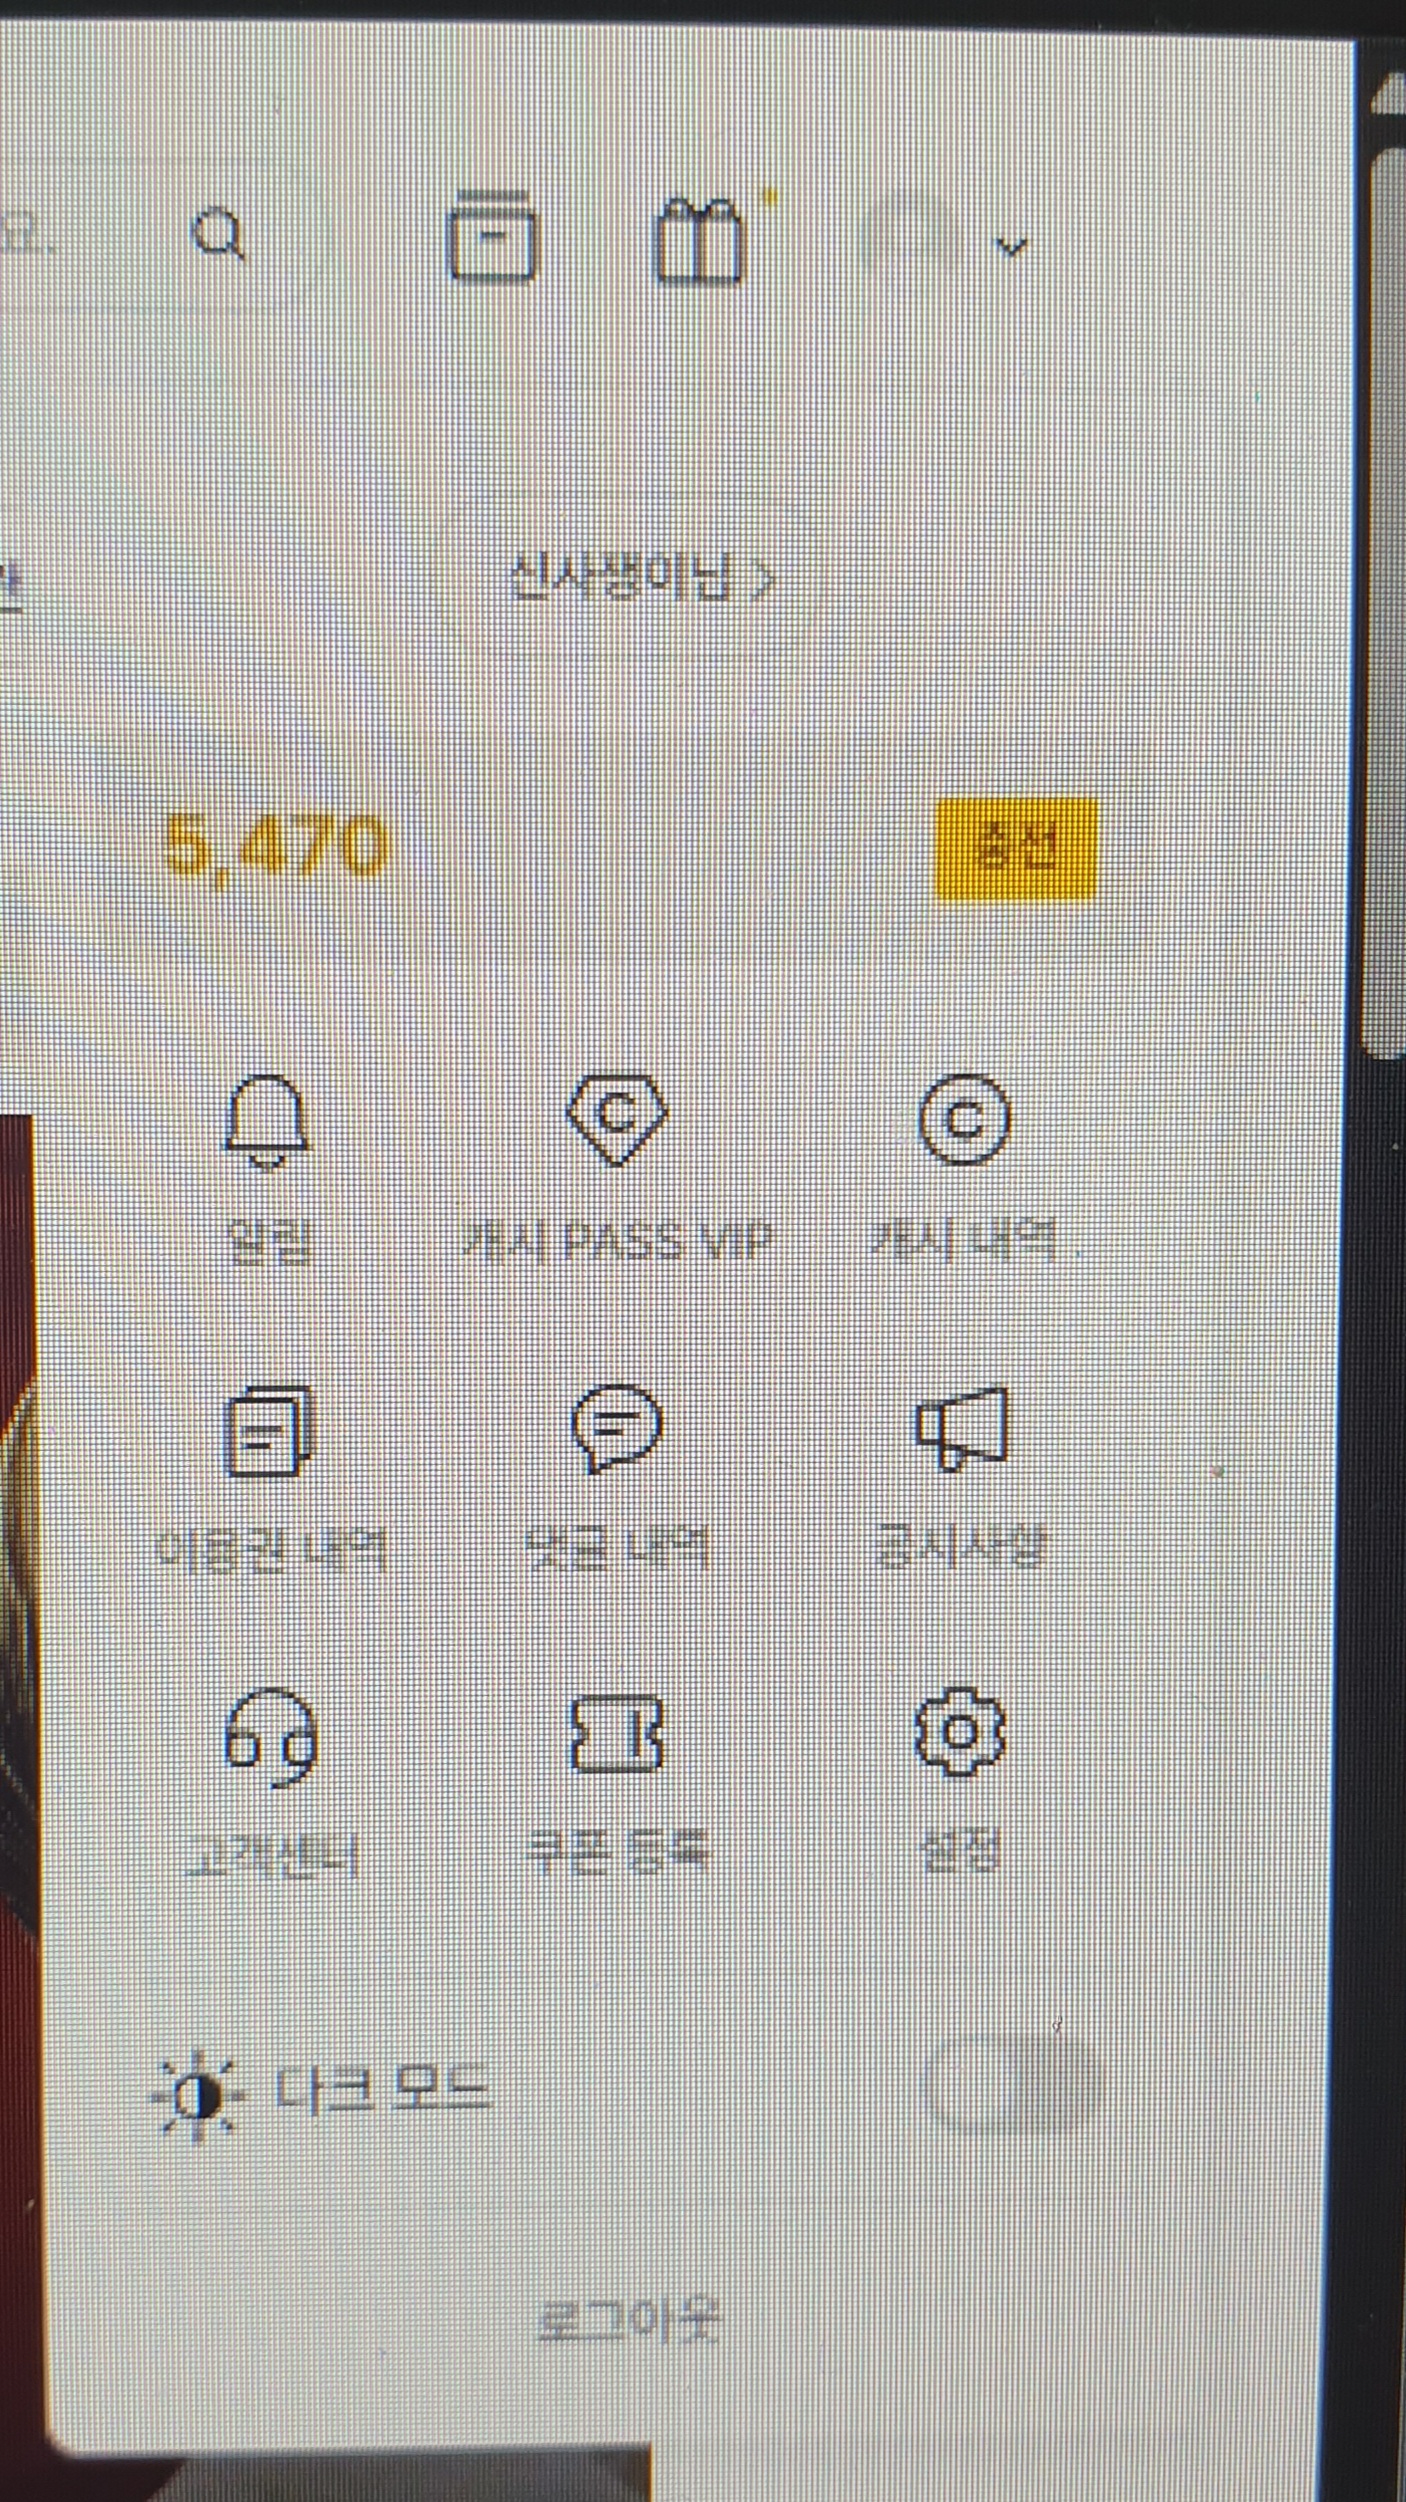 요.
신사쟁이님 >
5,470 충전
알림 캐시 PASS VIP 캐시 내역
이용권 내역 댓글 내역 공지사항
고객센터 쿠폰 등록 설정
다크 모드
로그아웃